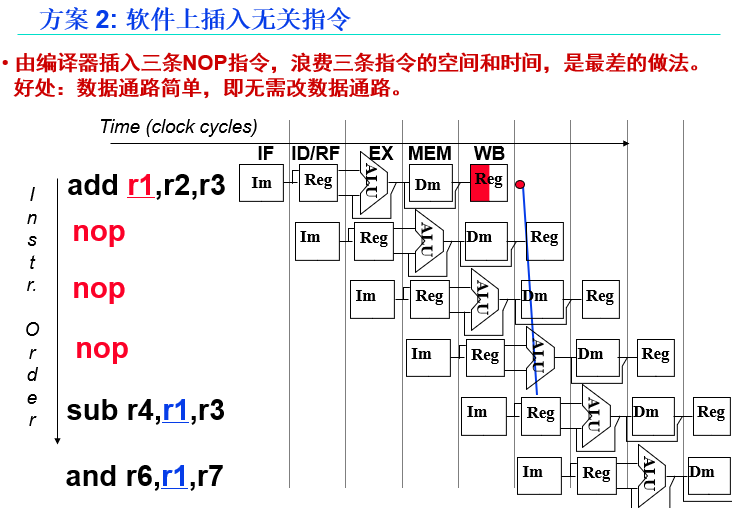 方案 2: 软件上插入无关指令
• 由编译器插入三条NOP指令，浪费三条指令的空间和时间，是最差的做法。
好处：数据通路简单，即无需改数据通路。
Time (clock cycles)
IF ID/RF EX MEM WB
Instr. Order
add r1,r2,r3 Im Reg ALU Dm Reg
nop Im Reg ALU Dm Reg
nop Im Reg ALU Dm Reg
nop Im Reg ALU Dm Reg
sub r4,r1,r3 Im Reg ALU Dm Reg
and r6,r1,r7 Im Reg ALU Dm